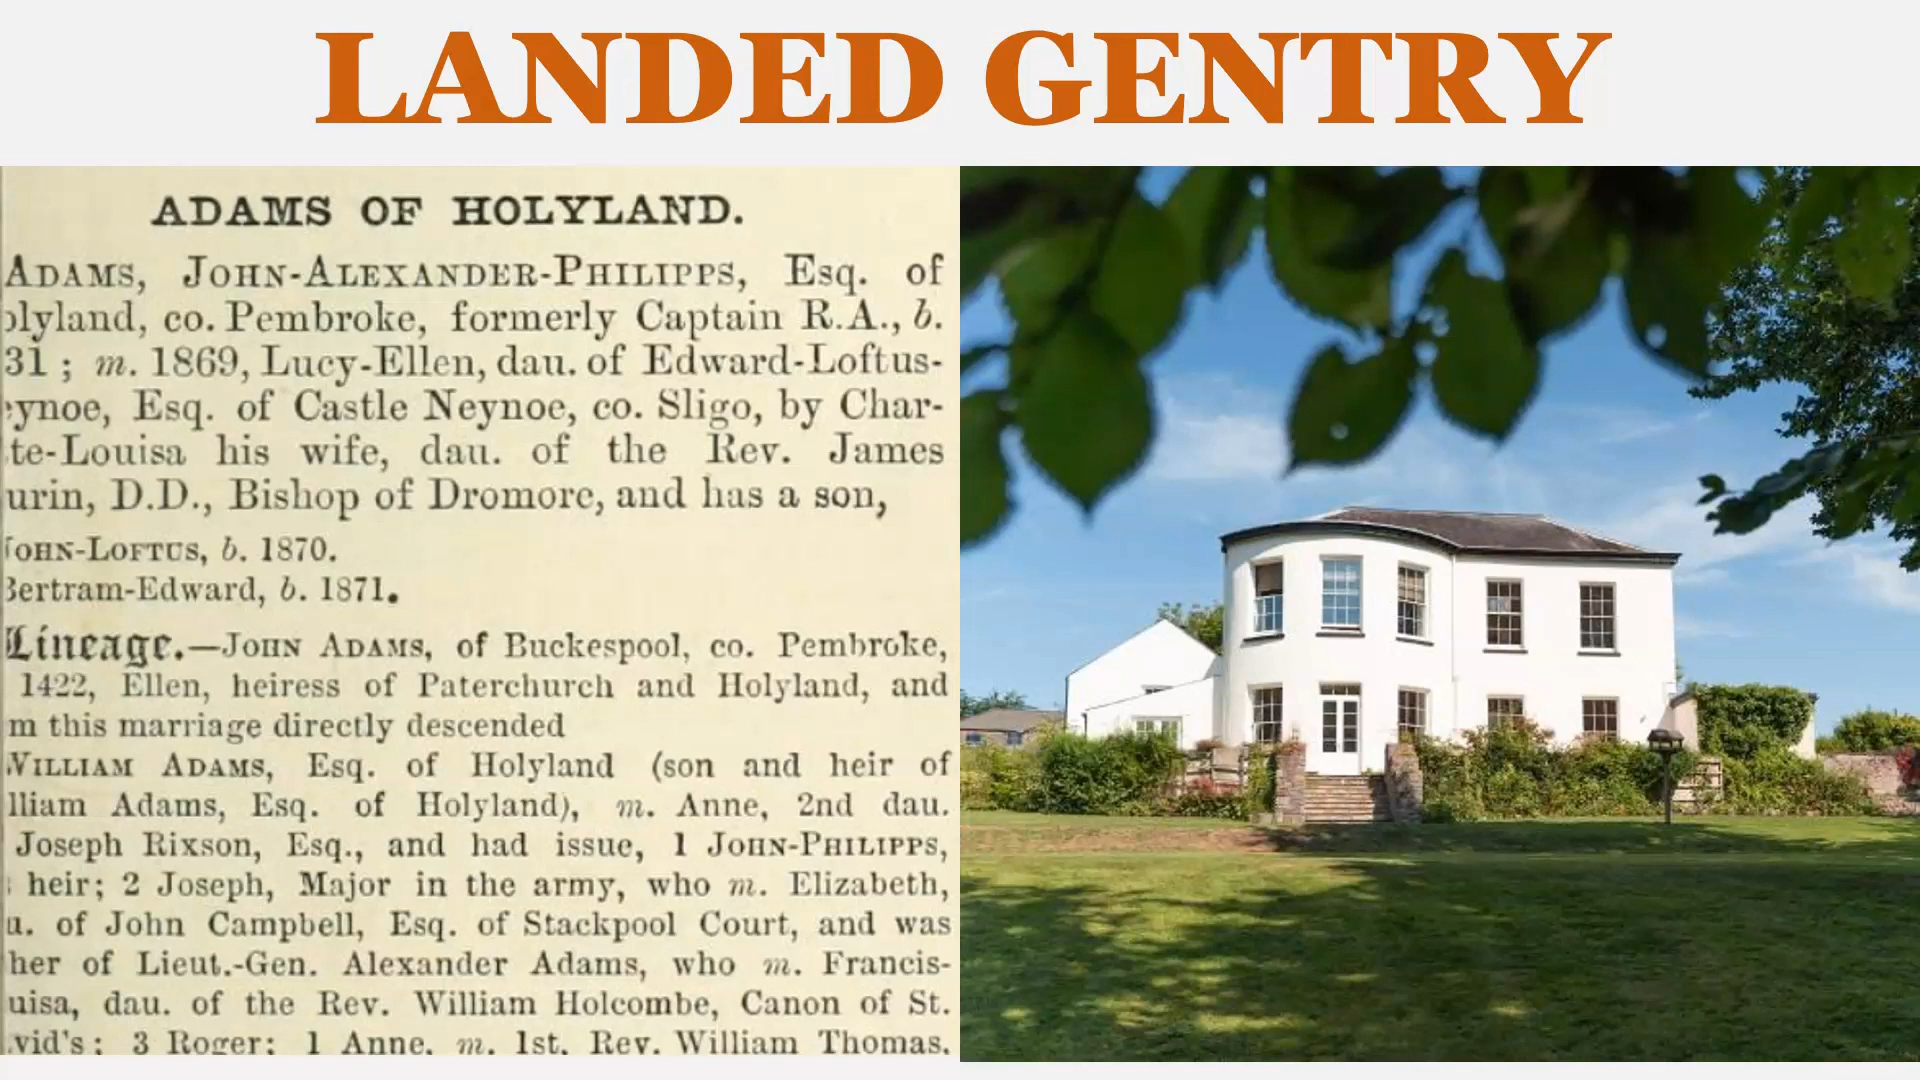 LANDED GENTRY
ADAMS OF HOLYLAND.
ADAMS, JOHN-ALEXANDER-PHILIPPS, Esq. of
olyland, co. Pembroke, formerly Captain R.A., b.
31; m. 1869, Lucy-Ellen, dau. of Edward-Loftus-
eynoe, Esq. of Castle Neynoe, co. Sligo, by Char-
te-Louisa his wife, dau. of the Rev. James
urin, D.D., Bishop of Dromore, and has a son,
JOHN-LOFTUS, b. 1870.
Bertram-Edward, b. 1871.
Lineage.—JOHN ADAMS, of Buckespool, co. Pembroke,
1422, Ellen, heiress of Paterchurch and Holyland, and
m this marriage directly descended
WILLIAM ADAMS, Esq. of Holyland (son and heir of
lliam Adams, Esq. of Holyland), m. Anne, 2nd dau.
Joseph Rixson, Esq., and had issue, 1 JOHN-PHILIPPS,
heir; 2 Joseph, Major in the army, who m. Elizabeth,
u. of John Campbell, Esq. of Stackpool Court, and was
her of Lieut.-Gen. Alexander Adams, who m. Francis-
uisa, dau. of the Rev. William Holcombe, Canon of St.
vid's; 3 Roger; 1 Anne, m. 1st, Rev. William Thomas,